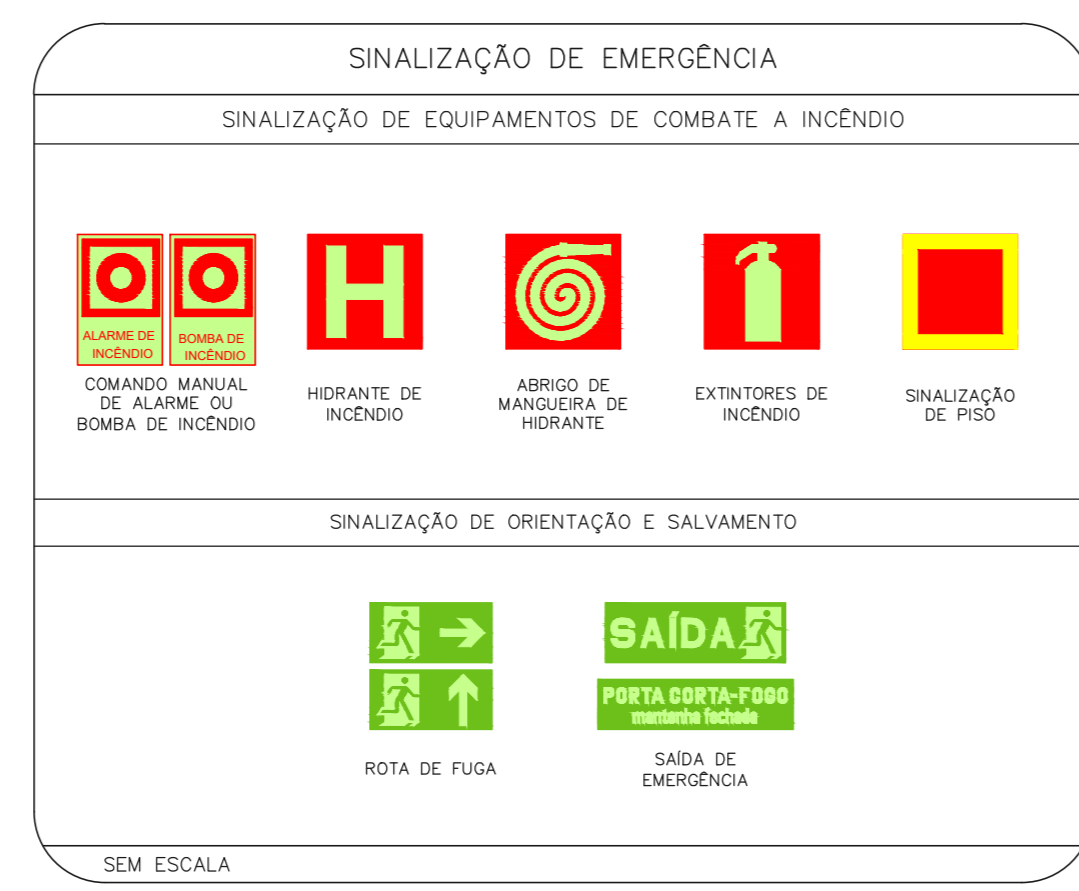 SINALIZAÇÃO DE EMERGÊNCIA
SINALIZAÇÃO DE EQUIPAMENTOS DE COMBATE A INCÊNDIO
ALARME DE
INCÊNDIO
BOMBA DE
INCÊNDIO
COMANDO MANUAL
DE ALARME OU
BOMBA DE INCÊNDIO
H
HIDRANTE DE
INCÊNDIO
ABRIGO DE
MANGUEIRA DE
HIDRANTE
EXTINTORES DE
INCÊNDIO
SINALIZAÇÃO
DE PISO
SINALIZAÇÃO DE ORIENTAÇÃO E SALVAMENTO
ROTA DE FUGA
SAÍDA
PORTA CORTA-FOGO
mantenha fechada
SAÍDA DE
EMERGÊNCIA
SEM ESCALA